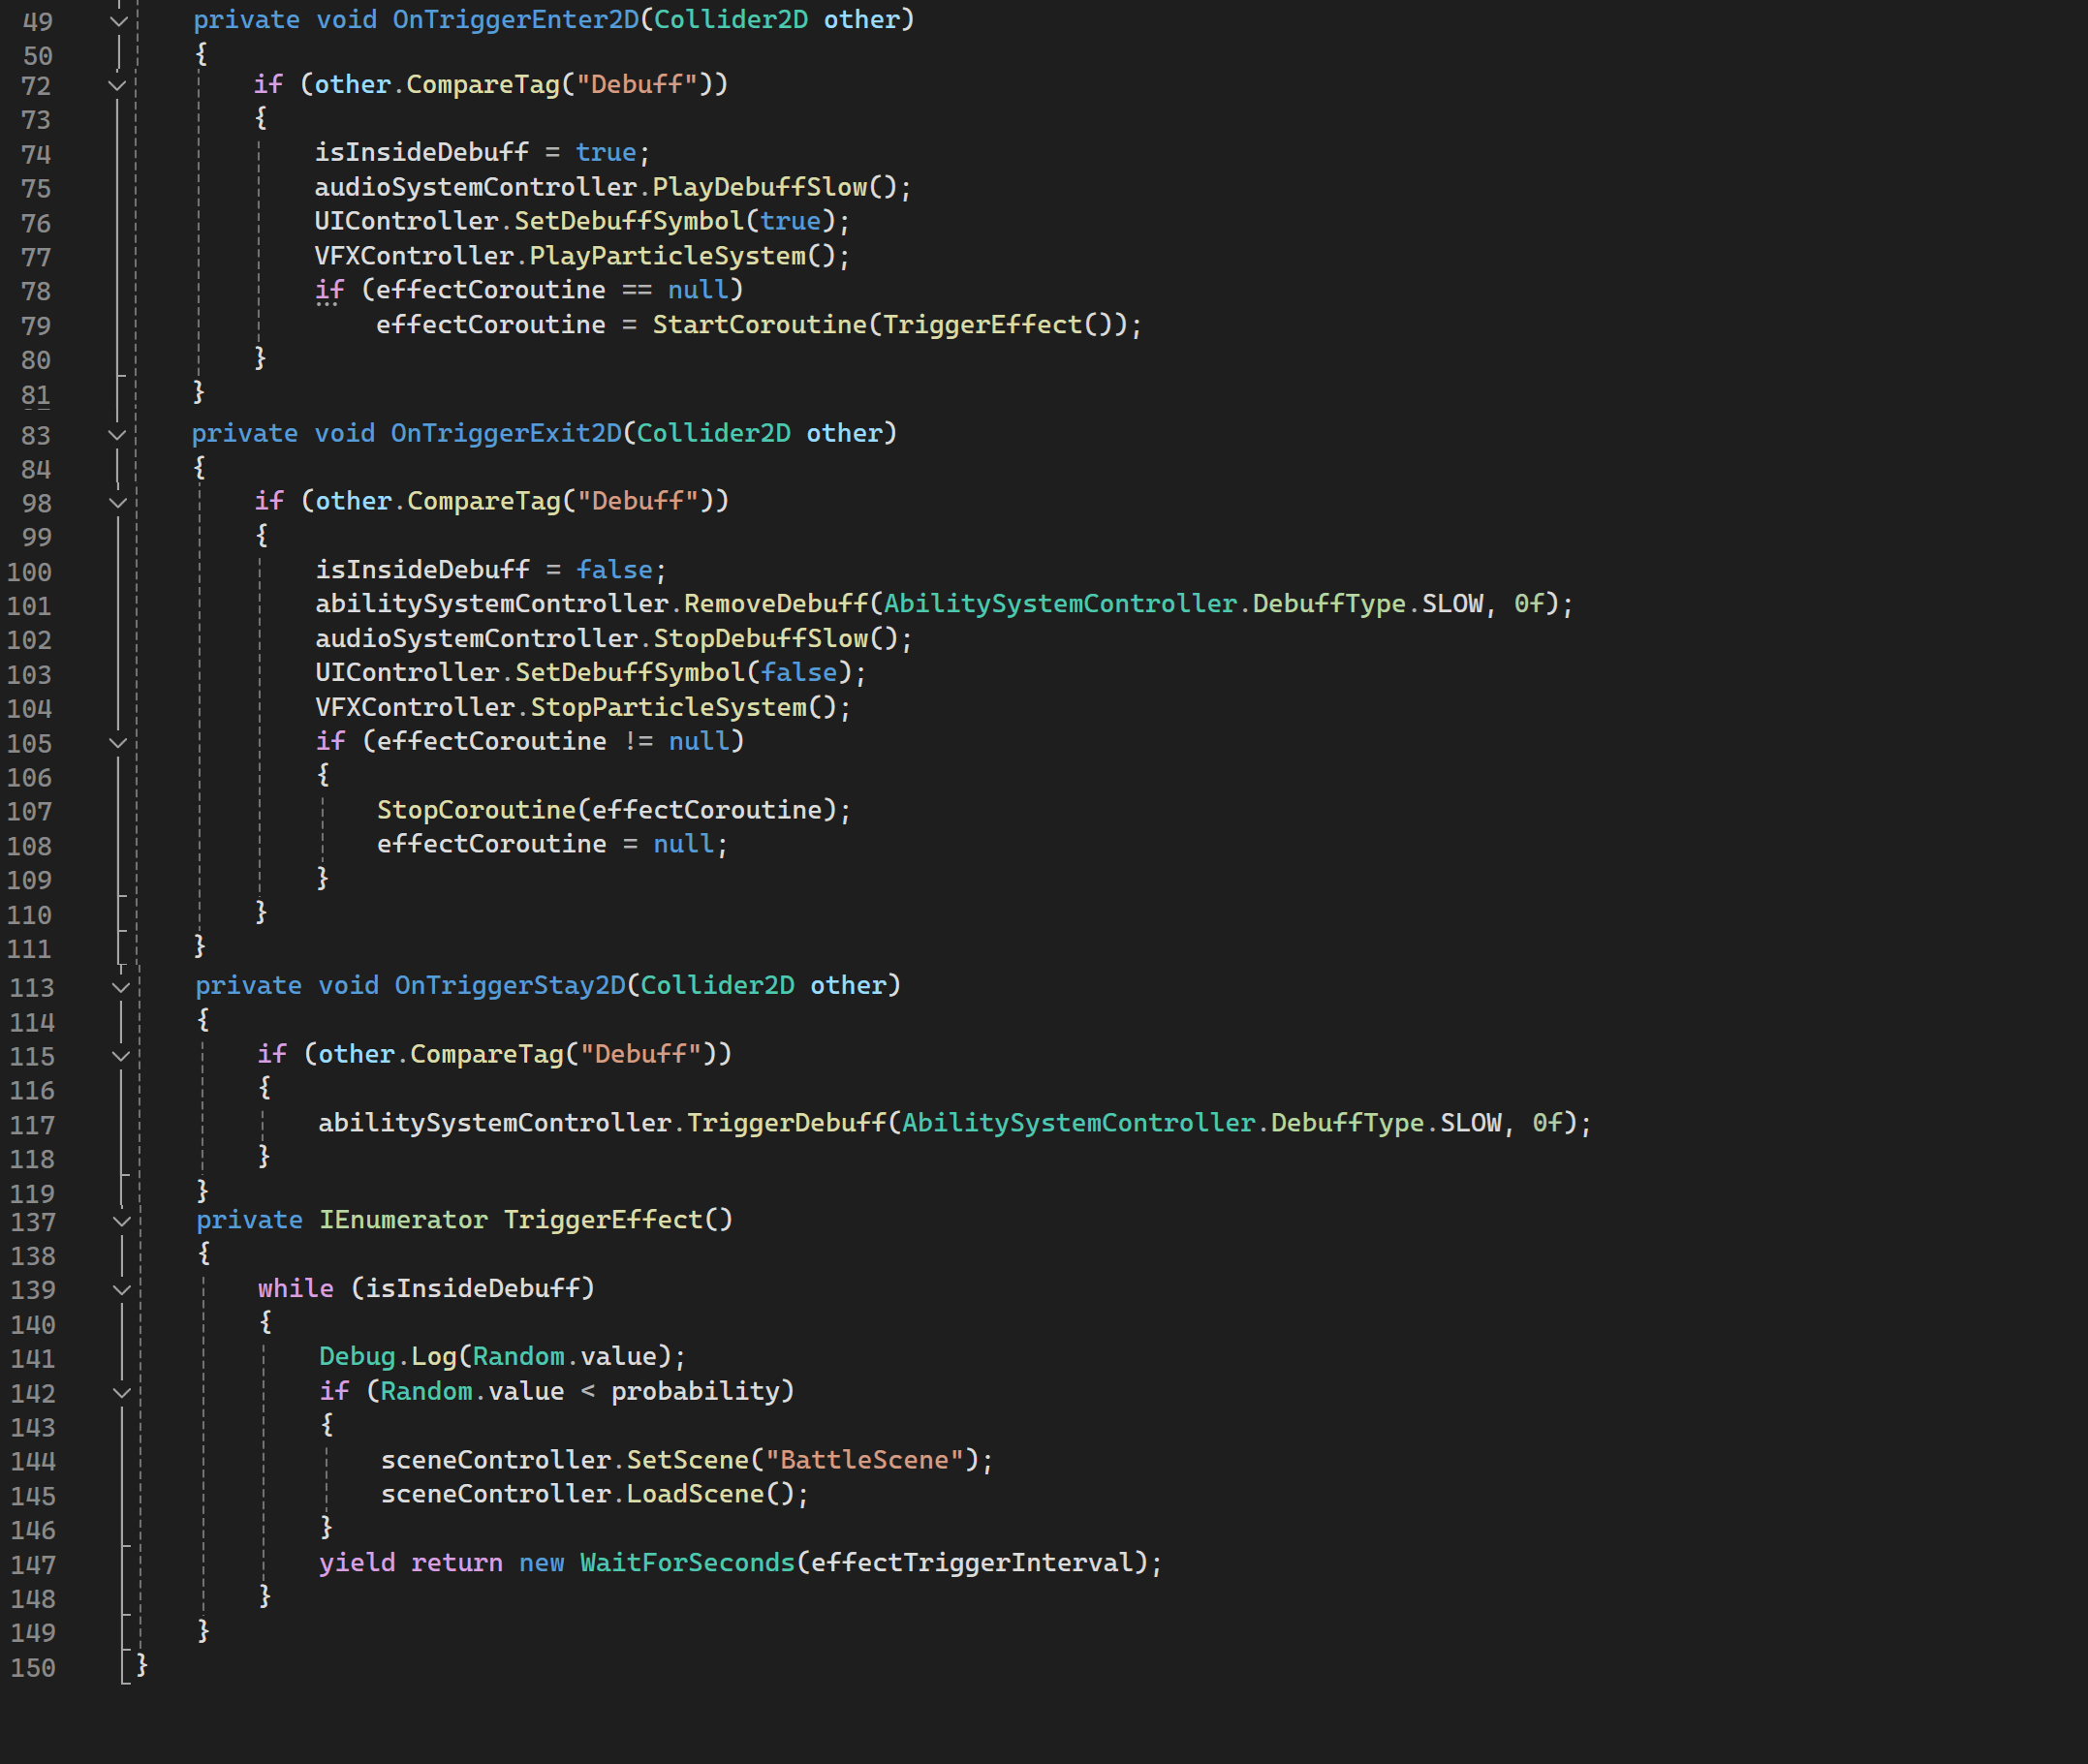 49 private void OnTriggerEnter2D(Collider2D other)
50 {
72 if (other.CompareTag("Debuff"))
73 {
74 isInsideDebuff = true;
75 audioSystemController.PlayDebuffSlow();
76 UIController.SetDebuffSymbol(true);
77 VFXController.PlayParticleSystem();
78 if (effectCoroutine == null)
79 effectCoroutine = StartCoroutine(TriggerEffect());
80 }
81 }
83 private void OnTriggerExit2D(Collider2D other)
84 {
98 if (other.CompareTag("Debuff"))
99 {
100 isInsideDebuff = false;
101 abilitySystemController.RemoveDebuff(AbilitySystemController.DebuffType.SLOW, 0f);
102 audioSystemController.StopDebuffSlow();
103 UIController.SetDebuffSymbol(false);
104 VFXController.StopParticleSystem();
105 if (effectCoroutine != null)
106 {
107 StopCoroutine(effectCoroutine);
108 effectCoroutine = null;
109 }
110 }
111 }
113 private void OnTriggerStay2D(Collider2D other)
114 {
115 if (other.CompareTag("Debuff"))
116 {
117 abilitySystemController.TriggerDebuff(AbilitySystemController.DebuffType.SLOW, 0f);
118 }
119 }
137 private IEnumerator TriggerEffect()
138 {
139 while (isInsideDebuff)
140 {
141 Debug.Log(Random.value);
142 if (Random.value < probability)
143 {
144 sceneController.SetScene("BattleScene");
145 sceneController.LoadScene();
146 }
147 yield return new WaitForSeconds(effectTriggerInterval);
148 }
149 }
150 }